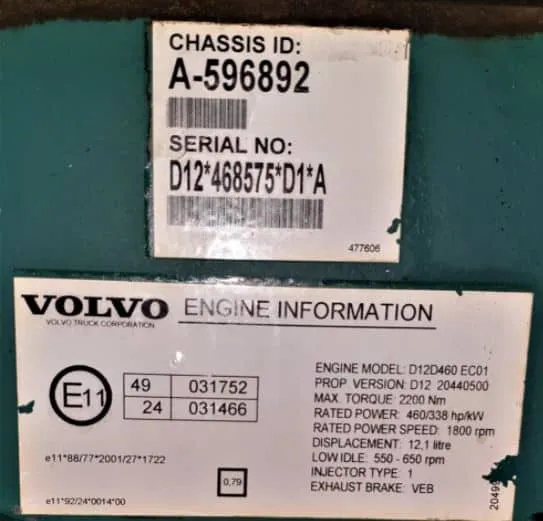 CHASSIS ID:
A-596892
SERIAL NO:
D12*468575*D1*A
477606
VOLVO ENGINE INFORMATION
VOLVO TRUCK CORPORATION
E11
49 031752
24 031466
e11*88/77*2001/27*1722
0,79
e11*92/24*0014*00
ENGINE MODEL: D12D460 EC01
PROP. VERSION: D12 20440500
MAX. TORQUE: 2200 Nm
RATED POWER: 460/338 hp/kW
RATED POWER SPEED: 1800 rpm
DISPLACEMENT: 12,1 litre
LOW IDLE: 550 - 650 rpm
INJECTOR TYPE: 1
EXHAUST BRAKE: VEB